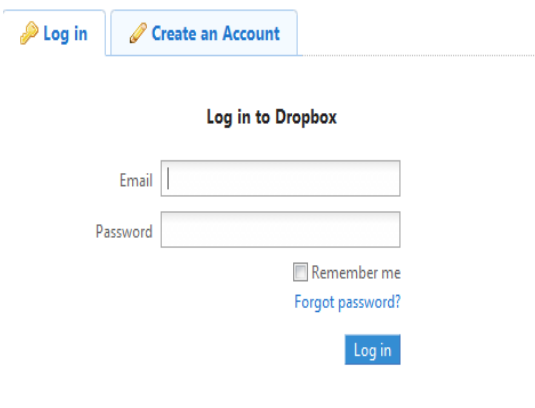 Log in Create an Account
Log in to Dropbox
Email
Password
Remember me
Forgot password?
Log in